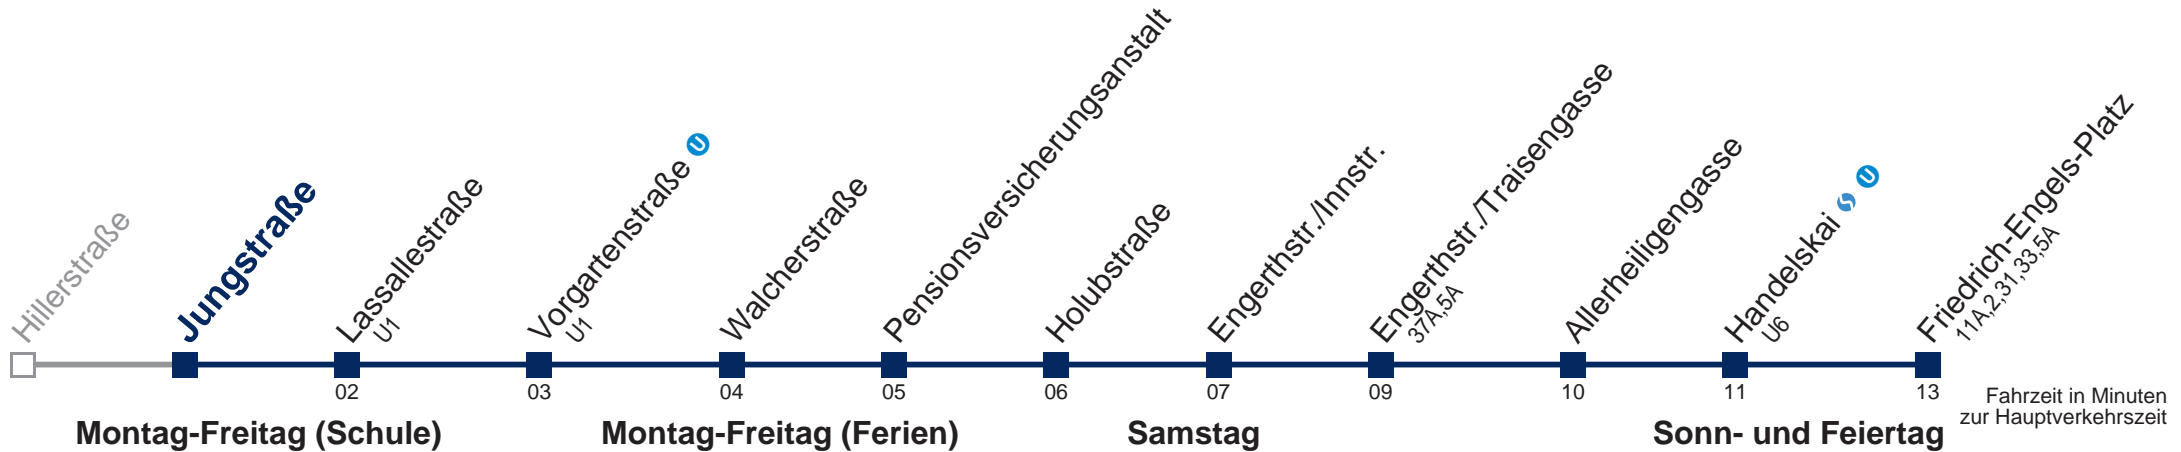 Hillerstraße
Jungstraße
Lassallestraße
U1
Vorgartenstraße U
U1
Walcherstraße
Pensionsversicherungsanstalt
Holubstraße
Engerthstr./Innstr.
Engerthstr./Traisengasse
37A,5A
Allerheiligengasse
Handelskai S U
U6
Friedrich-Engels-Platz
11A,2,31,33,5A
02 03 04 05 06 07 09 10 11 13
Fahrzeit in Minuten
zur Hauptverkehrszeit
Montag-Freitag (Schule) Montag-Freitag (Ferien) Samstag Sonn- und Feiertag